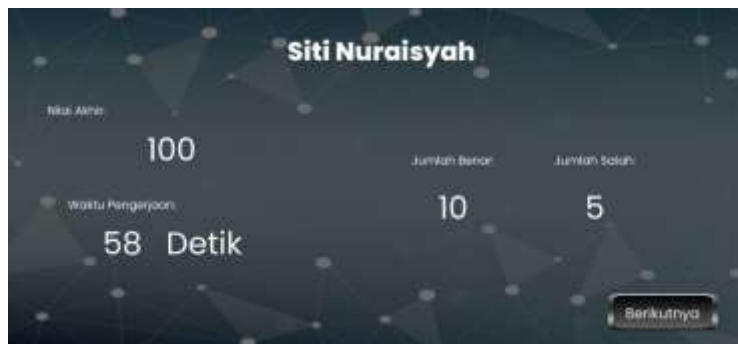 Siti Nuraisyah
Nilai Akhir:
100
Jumlah Benar:
Jumlah Salah:
10
5
Waktu Pengerjaan:
58 Detik
Berikutnya